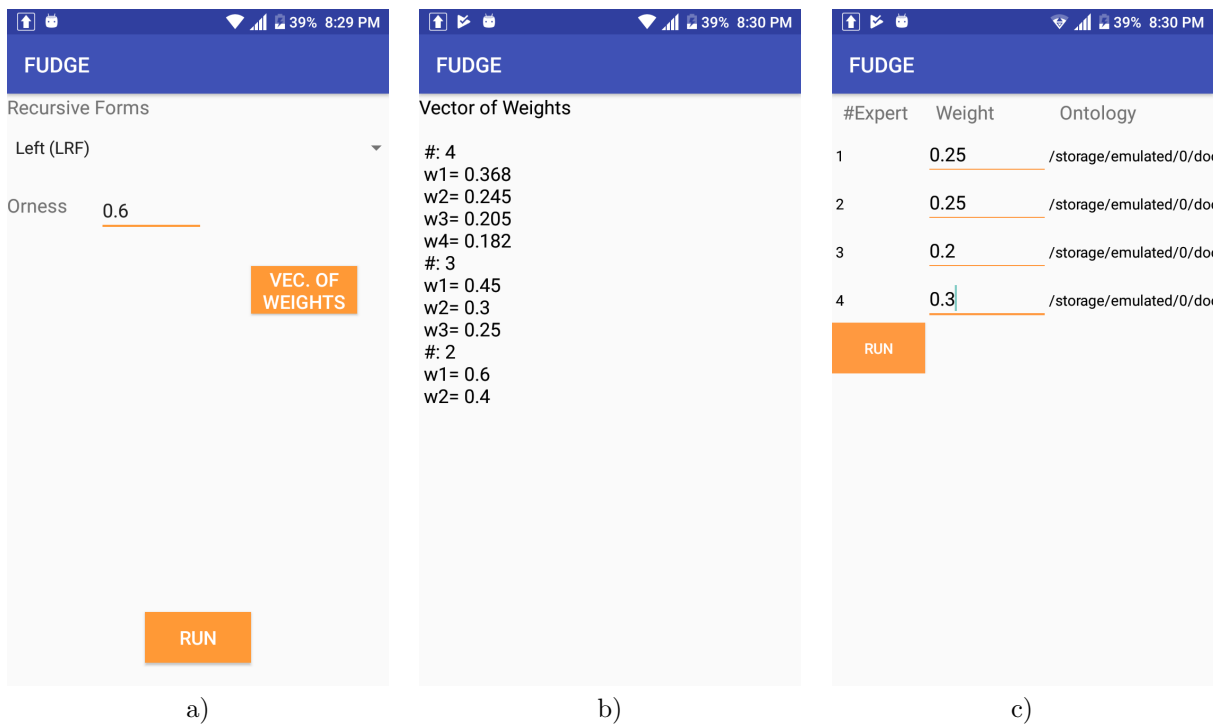 39% 8:29 PM
FUDGE
Recursive Forms
Left (LRF)
Orness 0.6
VEC. OF
WEIGHTS
RUN
a)
39% 8:30 PM
FUDGE
Vector of Weights
#: 4
w1= 0.368
w2= 0.245
w3= 0.205
w4= 0.182
#: 3
w1= 0.45
w2= 0.3
w3= 0.25
#: 2
w1= 0.6
w2= 0.4
b)
39% 8:30 PM
FUDGE
#Expert Weight Ontology
1 0.25 /storage/emulated/0/do
2 0.25 /storage/emulated/0/do
3 0.2 /storage/emulated/0/do
4 0.3 /storage/emulated/0/do
RUN
c)